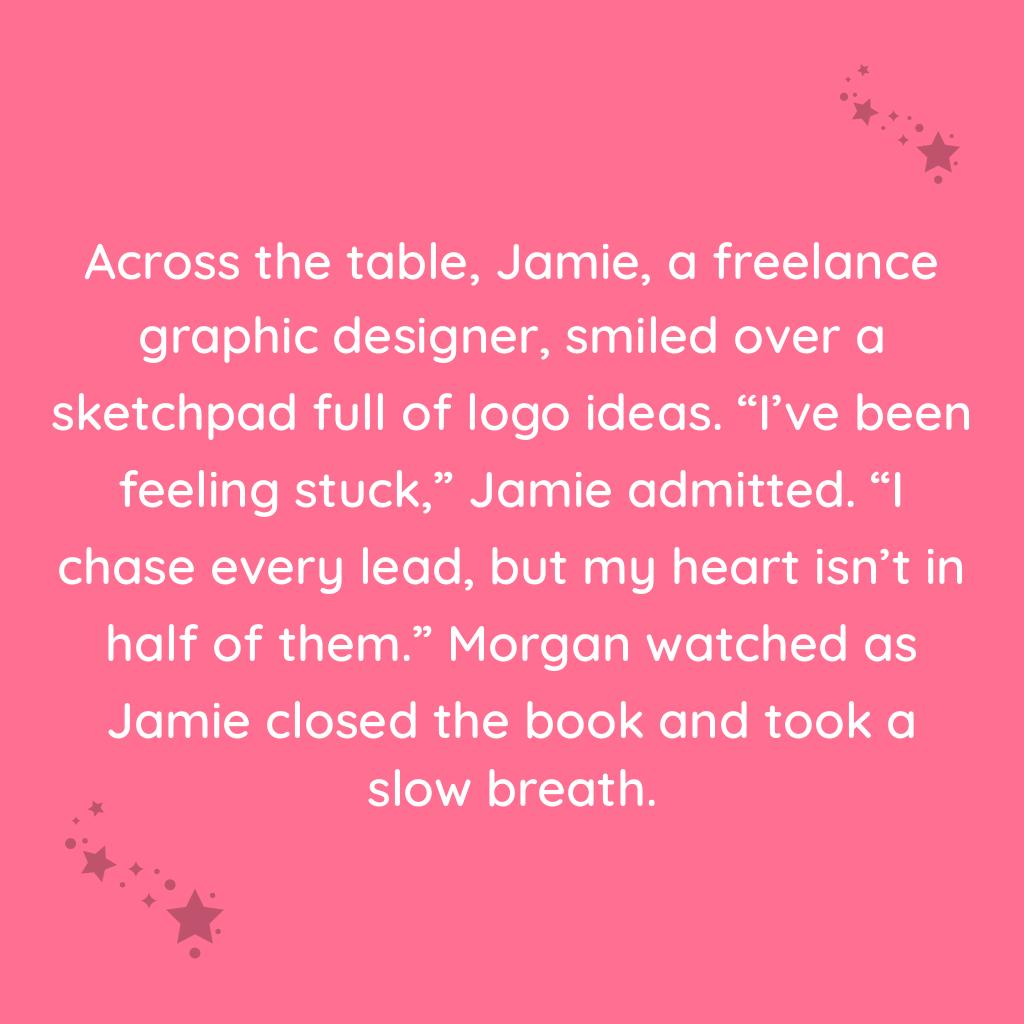 Across the table, Jamie, a freelance
graphic designer, smiled over a
sketchpad full of logo ideas. “I’ve been
feeling stuck,” Jamie admitted. “I
chase every lead, but my heart isn’t in
half of them.” Morgan watched as
Jamie closed the book and took a
slow breath.